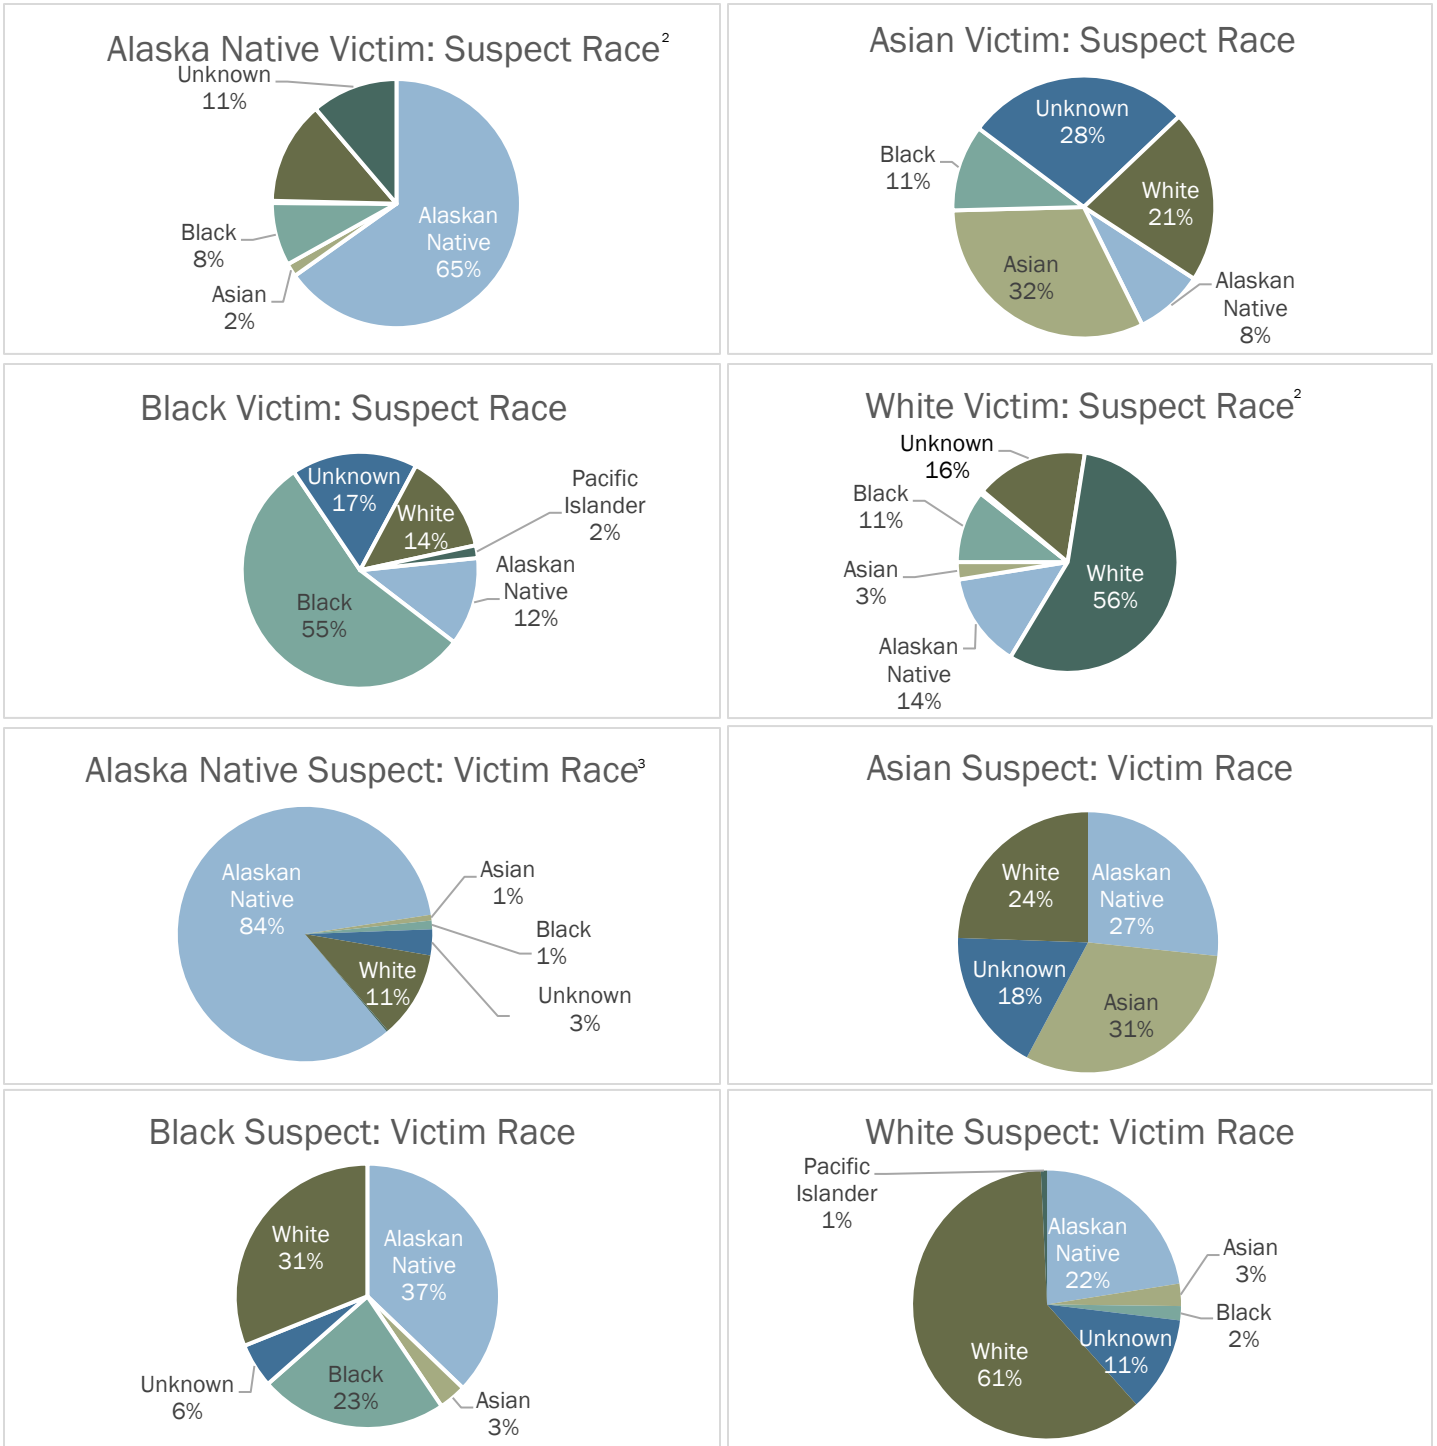 Alaska Native Victim: Suspect Race²
Unknown
11%
Alaskan
Native
65%
Black
8%
Asian
2%
Asian Victim: Suspect Race
Unknown
28%
Black
11%
White
21%
Asian
32%
Alaskan
Native
8%
Black Victim: Suspect Race
Unknown
17%
White
14%
Pacific
Islander
2%
Alaskan
Native
12%
Black
55%
White Victim: Suspect Race²
Unknown
16%
Black
11%
Asian
3%
White
56%
Alaskan
Native
14%
Alaska Native Suspect: Victim Race³
Alaskan
Native
84%
Asian
1%
Black
1%
White
11%
Unknown
3%
Asian Suspect: Victim Race
White
24%
Alaskan
Native
27%
Unknown
18%
Asian
31%
Black Suspect: Victim Race
White
31%
Alaskan
Native
37%
Black
23%
Unknown
6%
Asian
3%
White Suspect: Victim Race
Pacific
Islander
1%
Alaskan
Native
22%
Asian
3%
Black
2%
Unknown
11%
White
61%